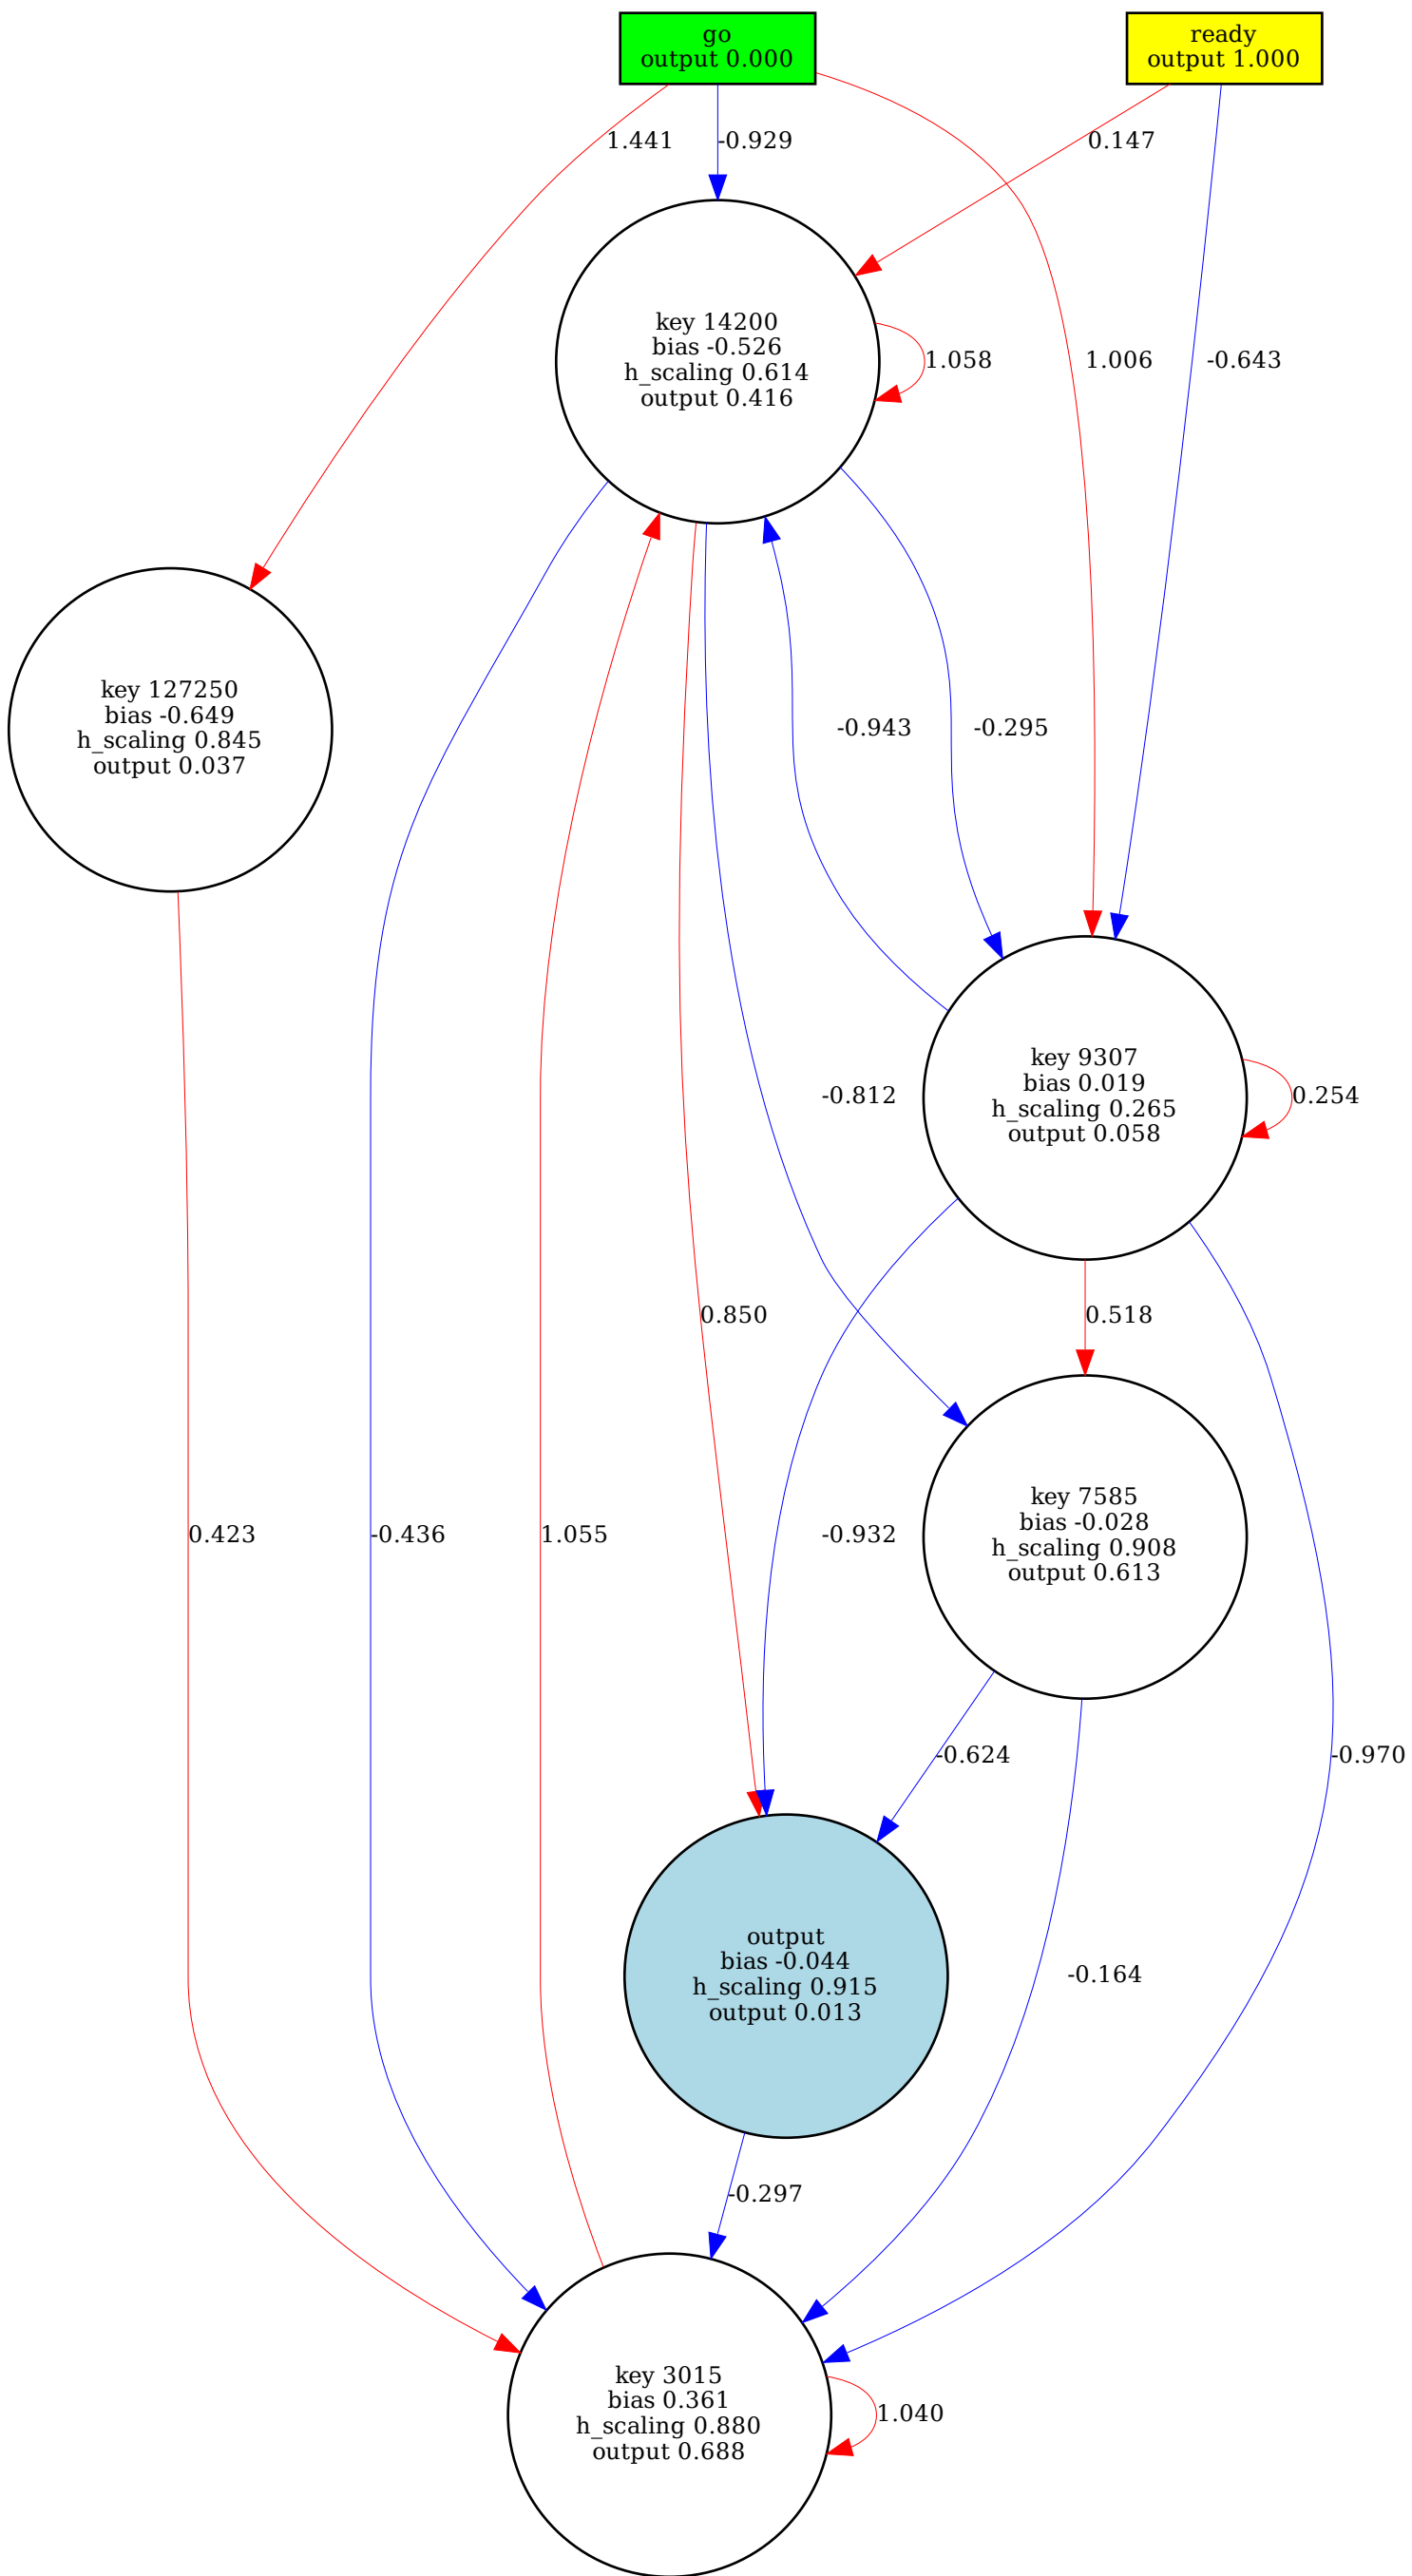 go
output 0.000
ready
output 1.000
1.441
-0.929
0.147
key 14200
bias -0.526
h_scaling 0.614
output 0.416
1.058
1.006
-0.643
key 127250
bias -0.649
h_scaling 0.845
output 0.037
-0.943
-0.295
key 9307
bias 0.019
h_scaling 0.265
output 0.058
-0.812
0.254
0.850
0.518
0.423
-0.436
1.055
-0.932
key 7585
bias -0.028
h_scaling 0.908
output 0.613
-0.624
-0.970
output
bias -0.044
h_scaling 0.915
output 0.013
-0.164
-0.297
key 3015
bias 0.361
h_scaling 0.880
output 0.688
1.040